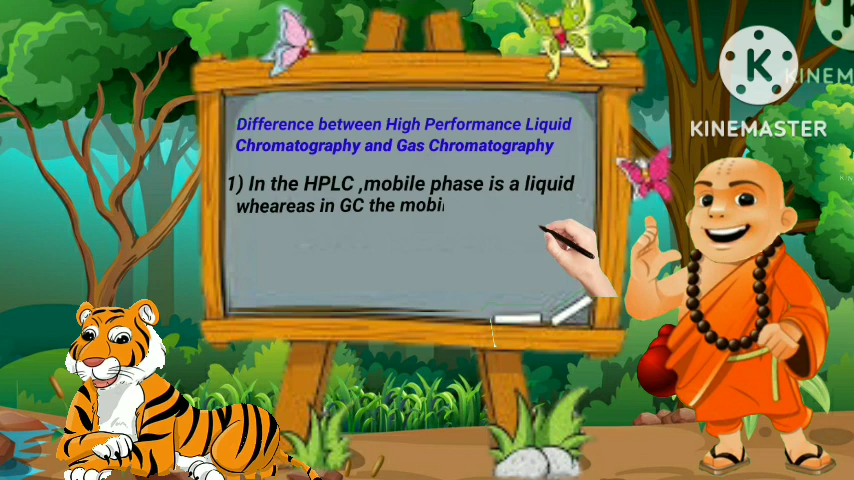 Difference between High Performance Liquid
Chromatography and Gas Chromatography
1) In the HPLC ,mobile phase is a liquid
wheareas in GC the
K
KINEM
KINEMASTER